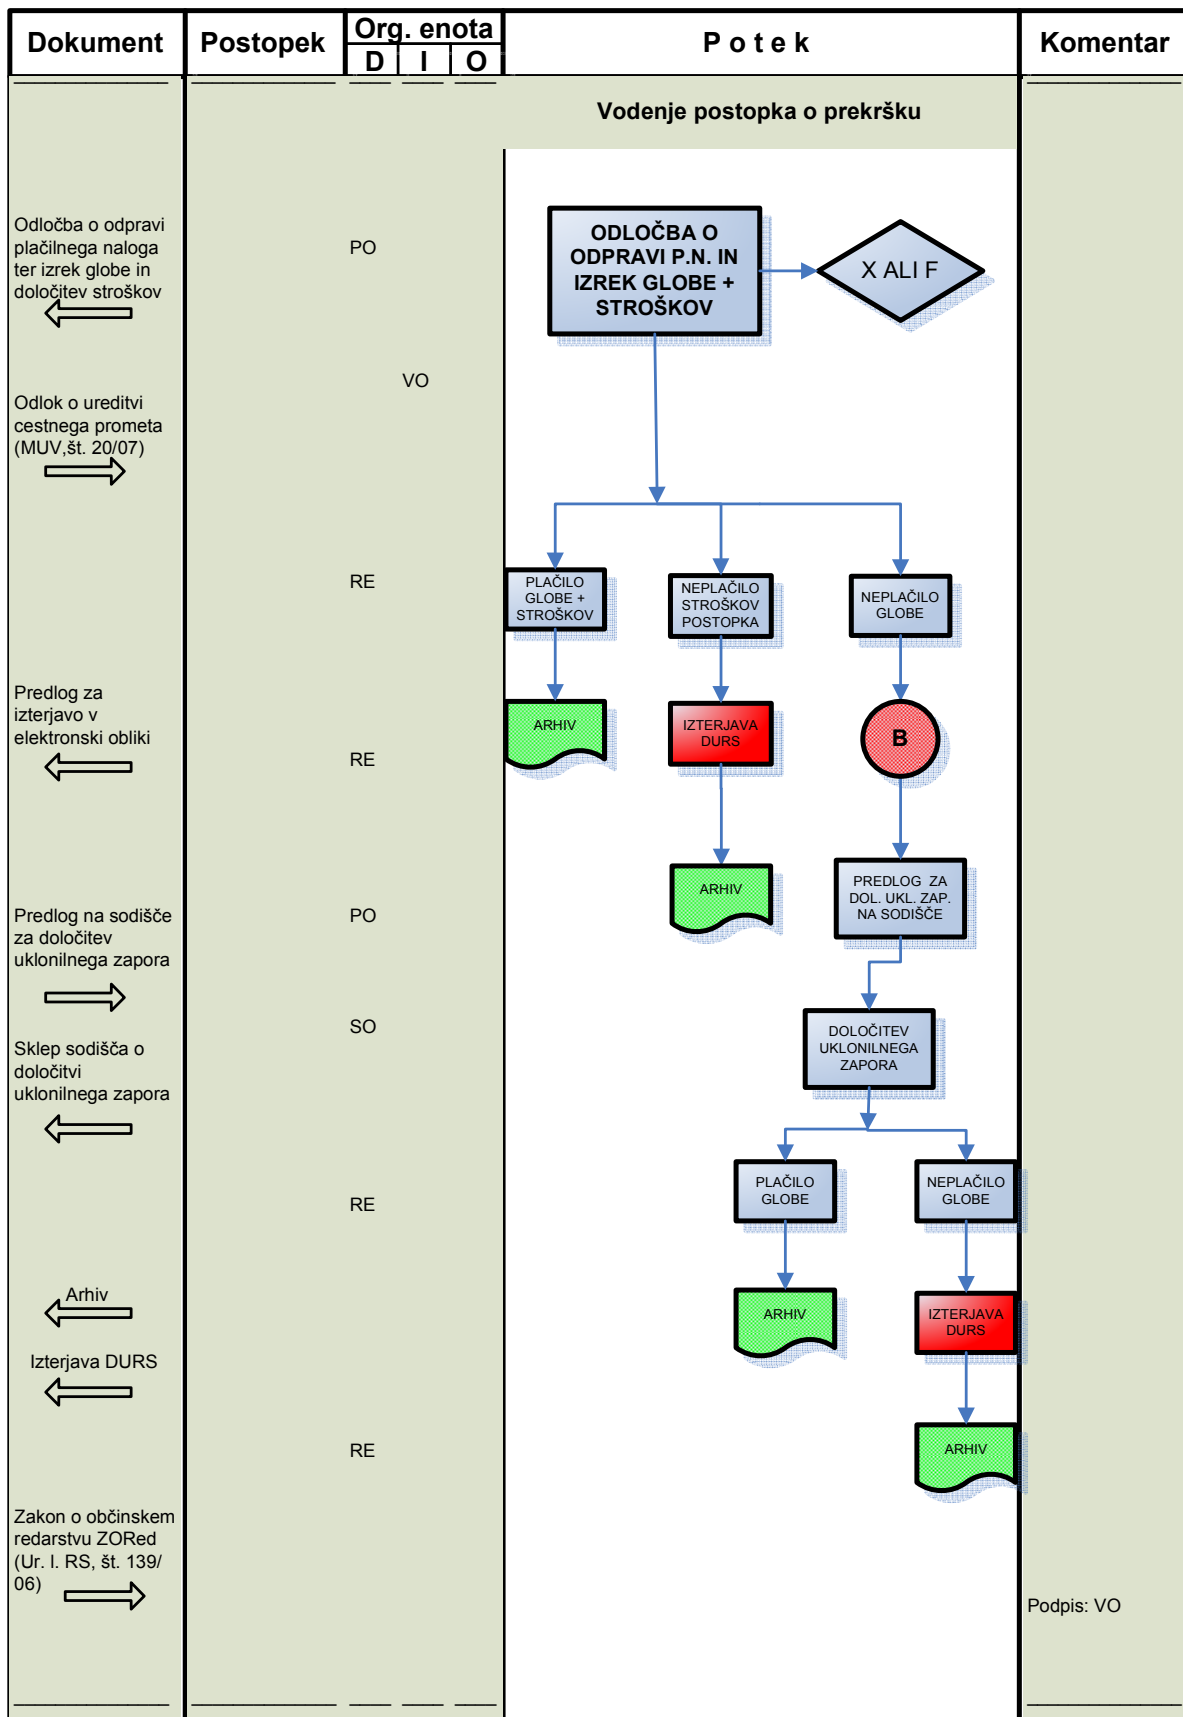 Dokument
Postopek
Org. enota
D I O
P o t e k
Komentar
Vodenje postopka o prekršku
Odločba o odpravi
plačilnega naloga
ter izrek globe in
določitev stroškov
PO
ODLOČBA O
ODPRAVI P.N. IN
IZREK GLOBE +
STROŠKOV
X ALI F
VO
Odlok o ureditvi
cestnega prometa
(MUV,št. 20/07)
RE
PLAČILO
GLOBE +
STROŠKOV
NEPLAČILO
STROŠKOV
POSTOPKA
NEPLAČILO
GLOBE
Predlog za
izterjavo v
elektronski obliki
RE
ARHIV
IZTERJAVA
DURS
B
ARHIV
PREDLOG ZA
DOL. UKL. ZAP.
NA SODIŠČE
Predlog na sodišče
za določitev
uklonilnega zapora
PO
SO
Sklep sodišča o
določitvi
uklonilnega zapora
DOLOČITEV
UKLONILNEGA
ZAPORA
RE
PLAČILO
GLOBE
NEPLAČILO
GLOBE
Arhiv
ARHIV
IZTERJAVA
DURS
Izterjava DURS
RE
ARHIV
Zakon o občinskem
redarstvu ZORed
(Ur. l. RS, št. 139/
06)
Podpis: VO